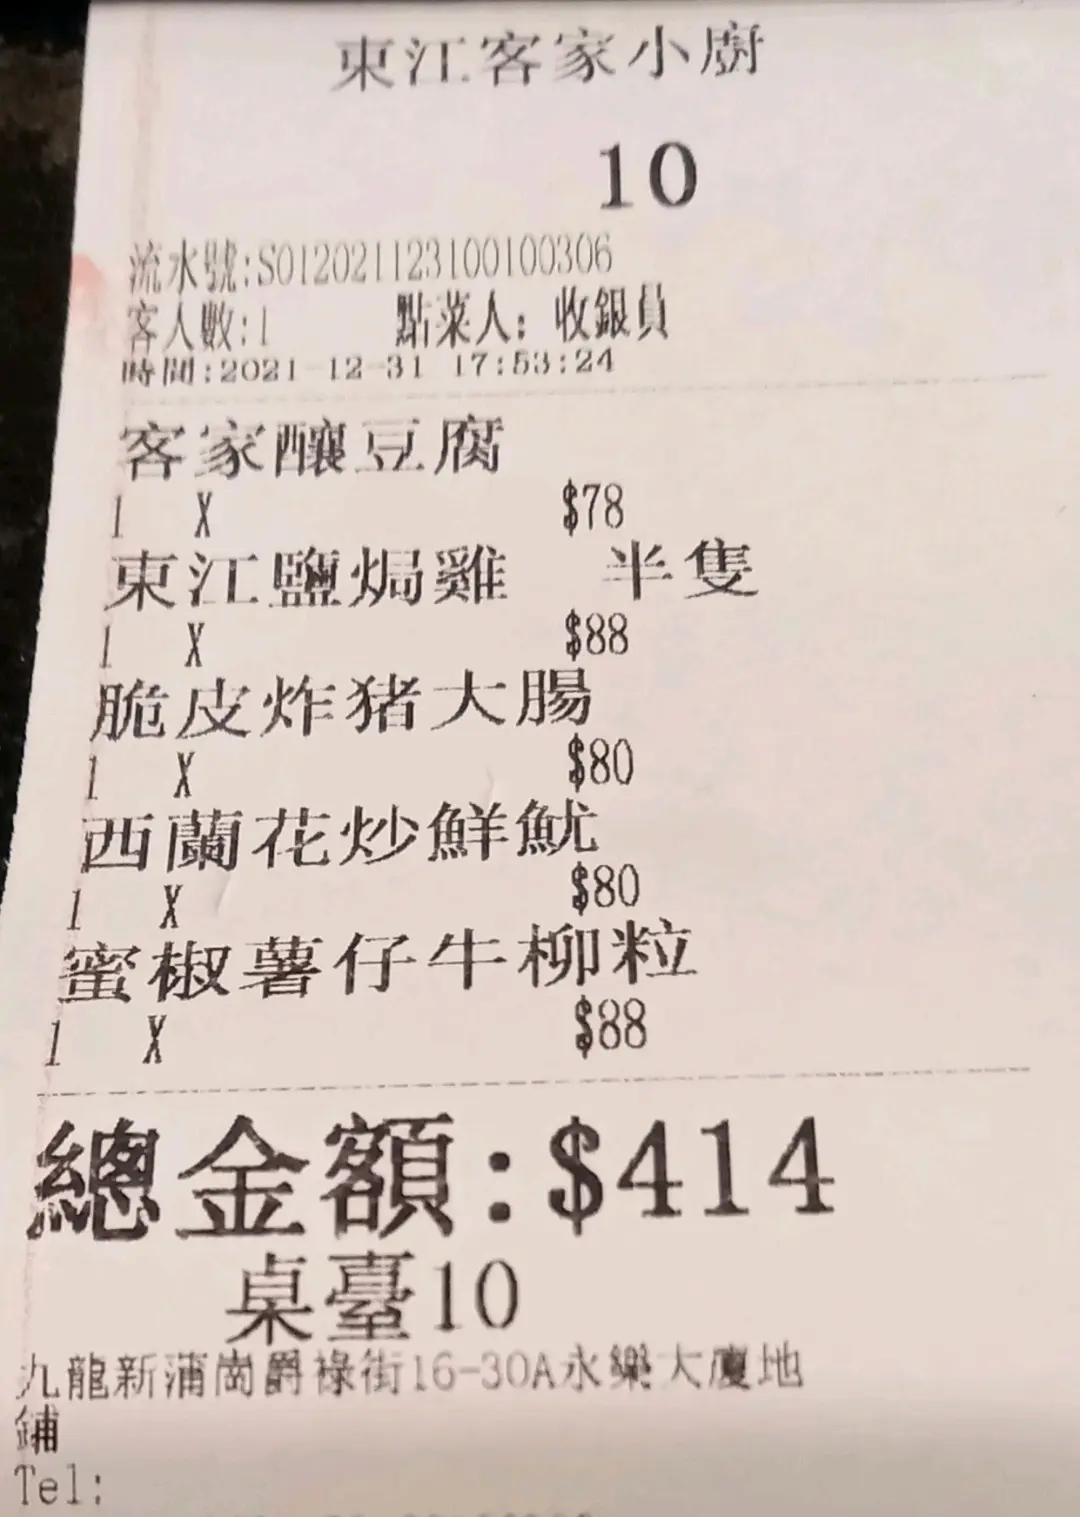 東江客家小廚
10
流水號:S01202112310010​0306
客人數:1 點菜人: 收銀員
時間:2021-12-31 17:53:24
客家釀豆腐
1 X $78
東江鹽焗雞 半隻
1 X $88
脆皮炸猪大腸
1 X $80
西蘭花炒鮮魷
1 X $80
蜜椒薯仔牛柳粒
1 X $88
總金額:$414
桌臺10
九龍新蒲崗爵祿街16-30A永樂大廈地
鋪
Tel: